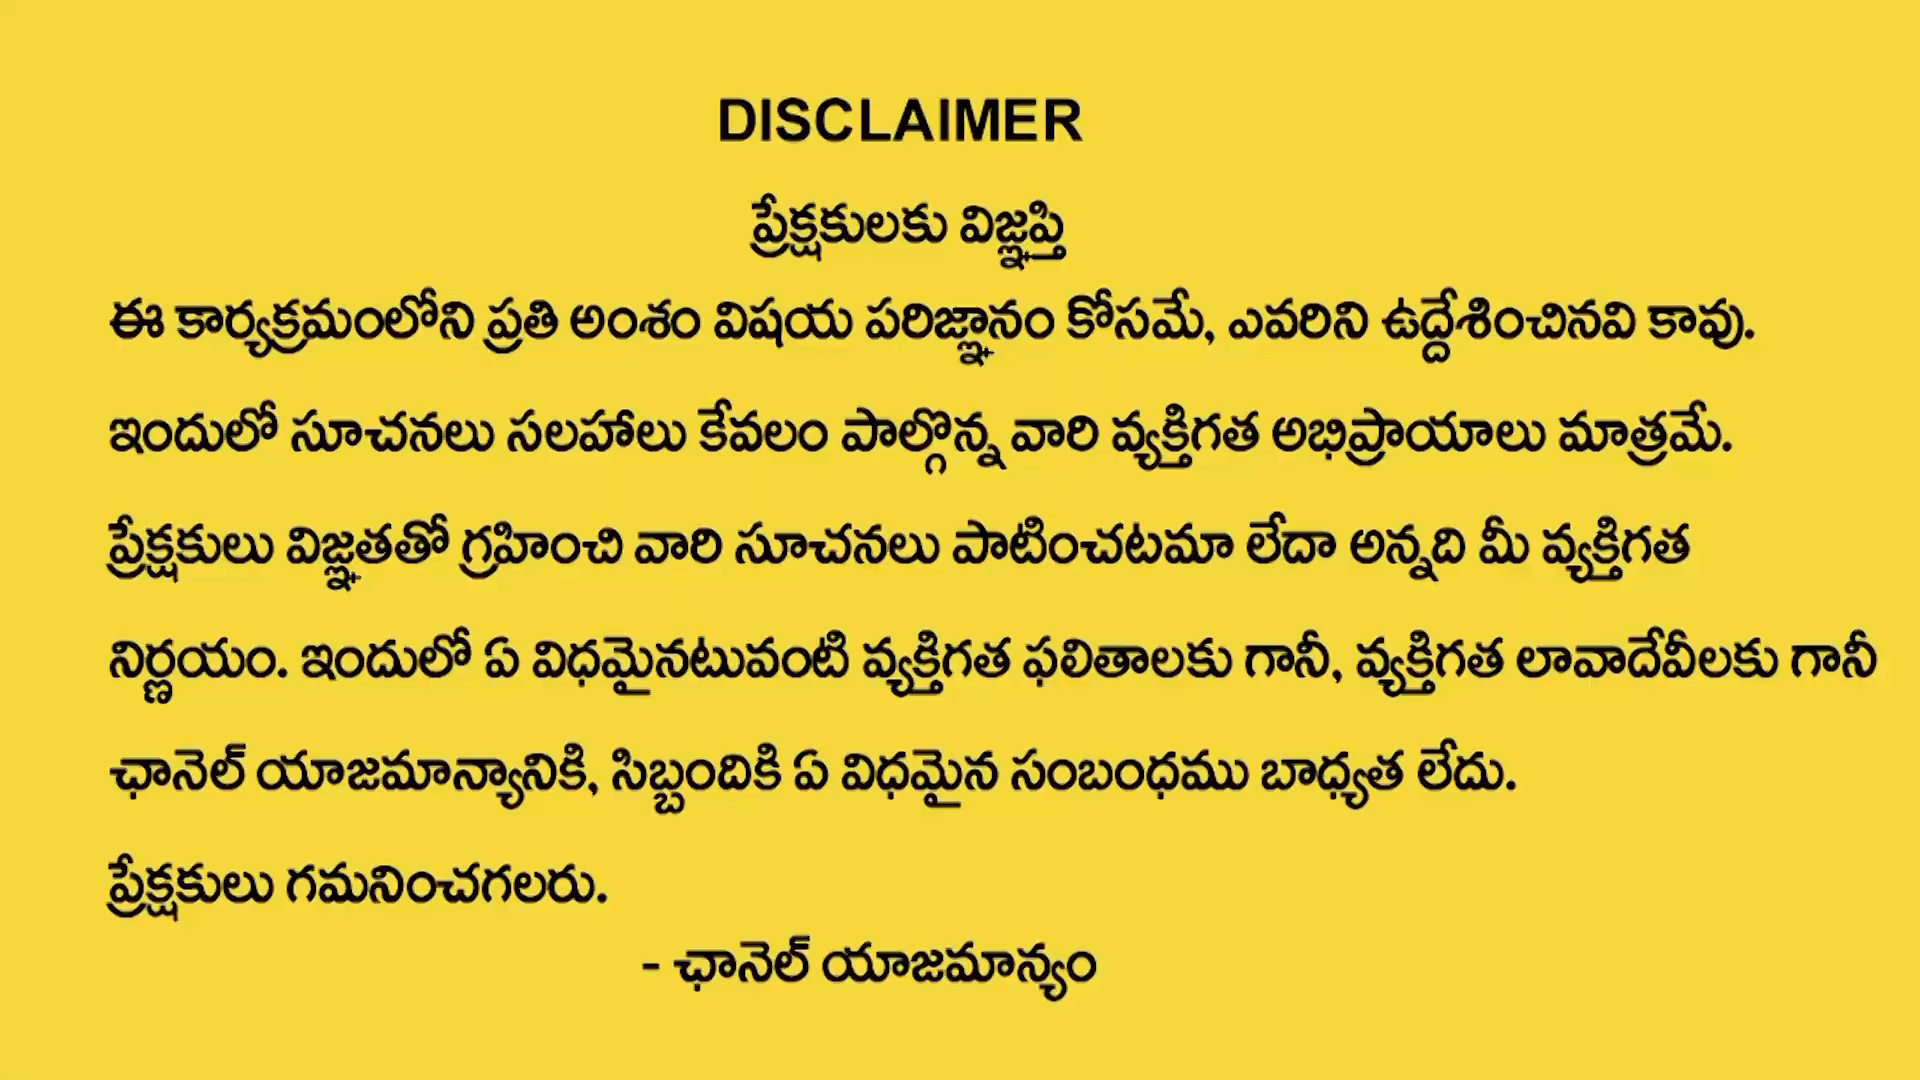 DISCLAIMER
ప్రేక్షకులకు విజ్ఞప్తి
ఈ కార్యక్రమంలోని ప్రతి అంశం విషయ పరిజ్ఞానం కోసమే, ఎవరిని ఉద్దేశించినవి కావు.
ఇందులో సూచనలు సలహాలు కేవలం పాల్గొన్న వారి వ్యక్తిగత అభిప్రాయాలు మాత్రమే.
ప్రేక్షకులు విజ్ఞతతో గ్రహించి వారి సూచనలు పాటించటమా లేదా అన్నది మీ వ్యక్తిగత
నిర్ణయం. ఇందులో ఏ విధమైనటువంటి వ్యక్తిగత ఫలితాలకు గానీ, వ్యక్తిగత లావాదేవీలకు గానీ
ఛానెల్ యాజమాన్యానికి, సిబ్బందికి ఏ విధమైన సంబంధము బాధ్యత లేదు.
ప్రేక్షకులు గమనించగలరు.
- ఛానెల్ యాజమాన్యం